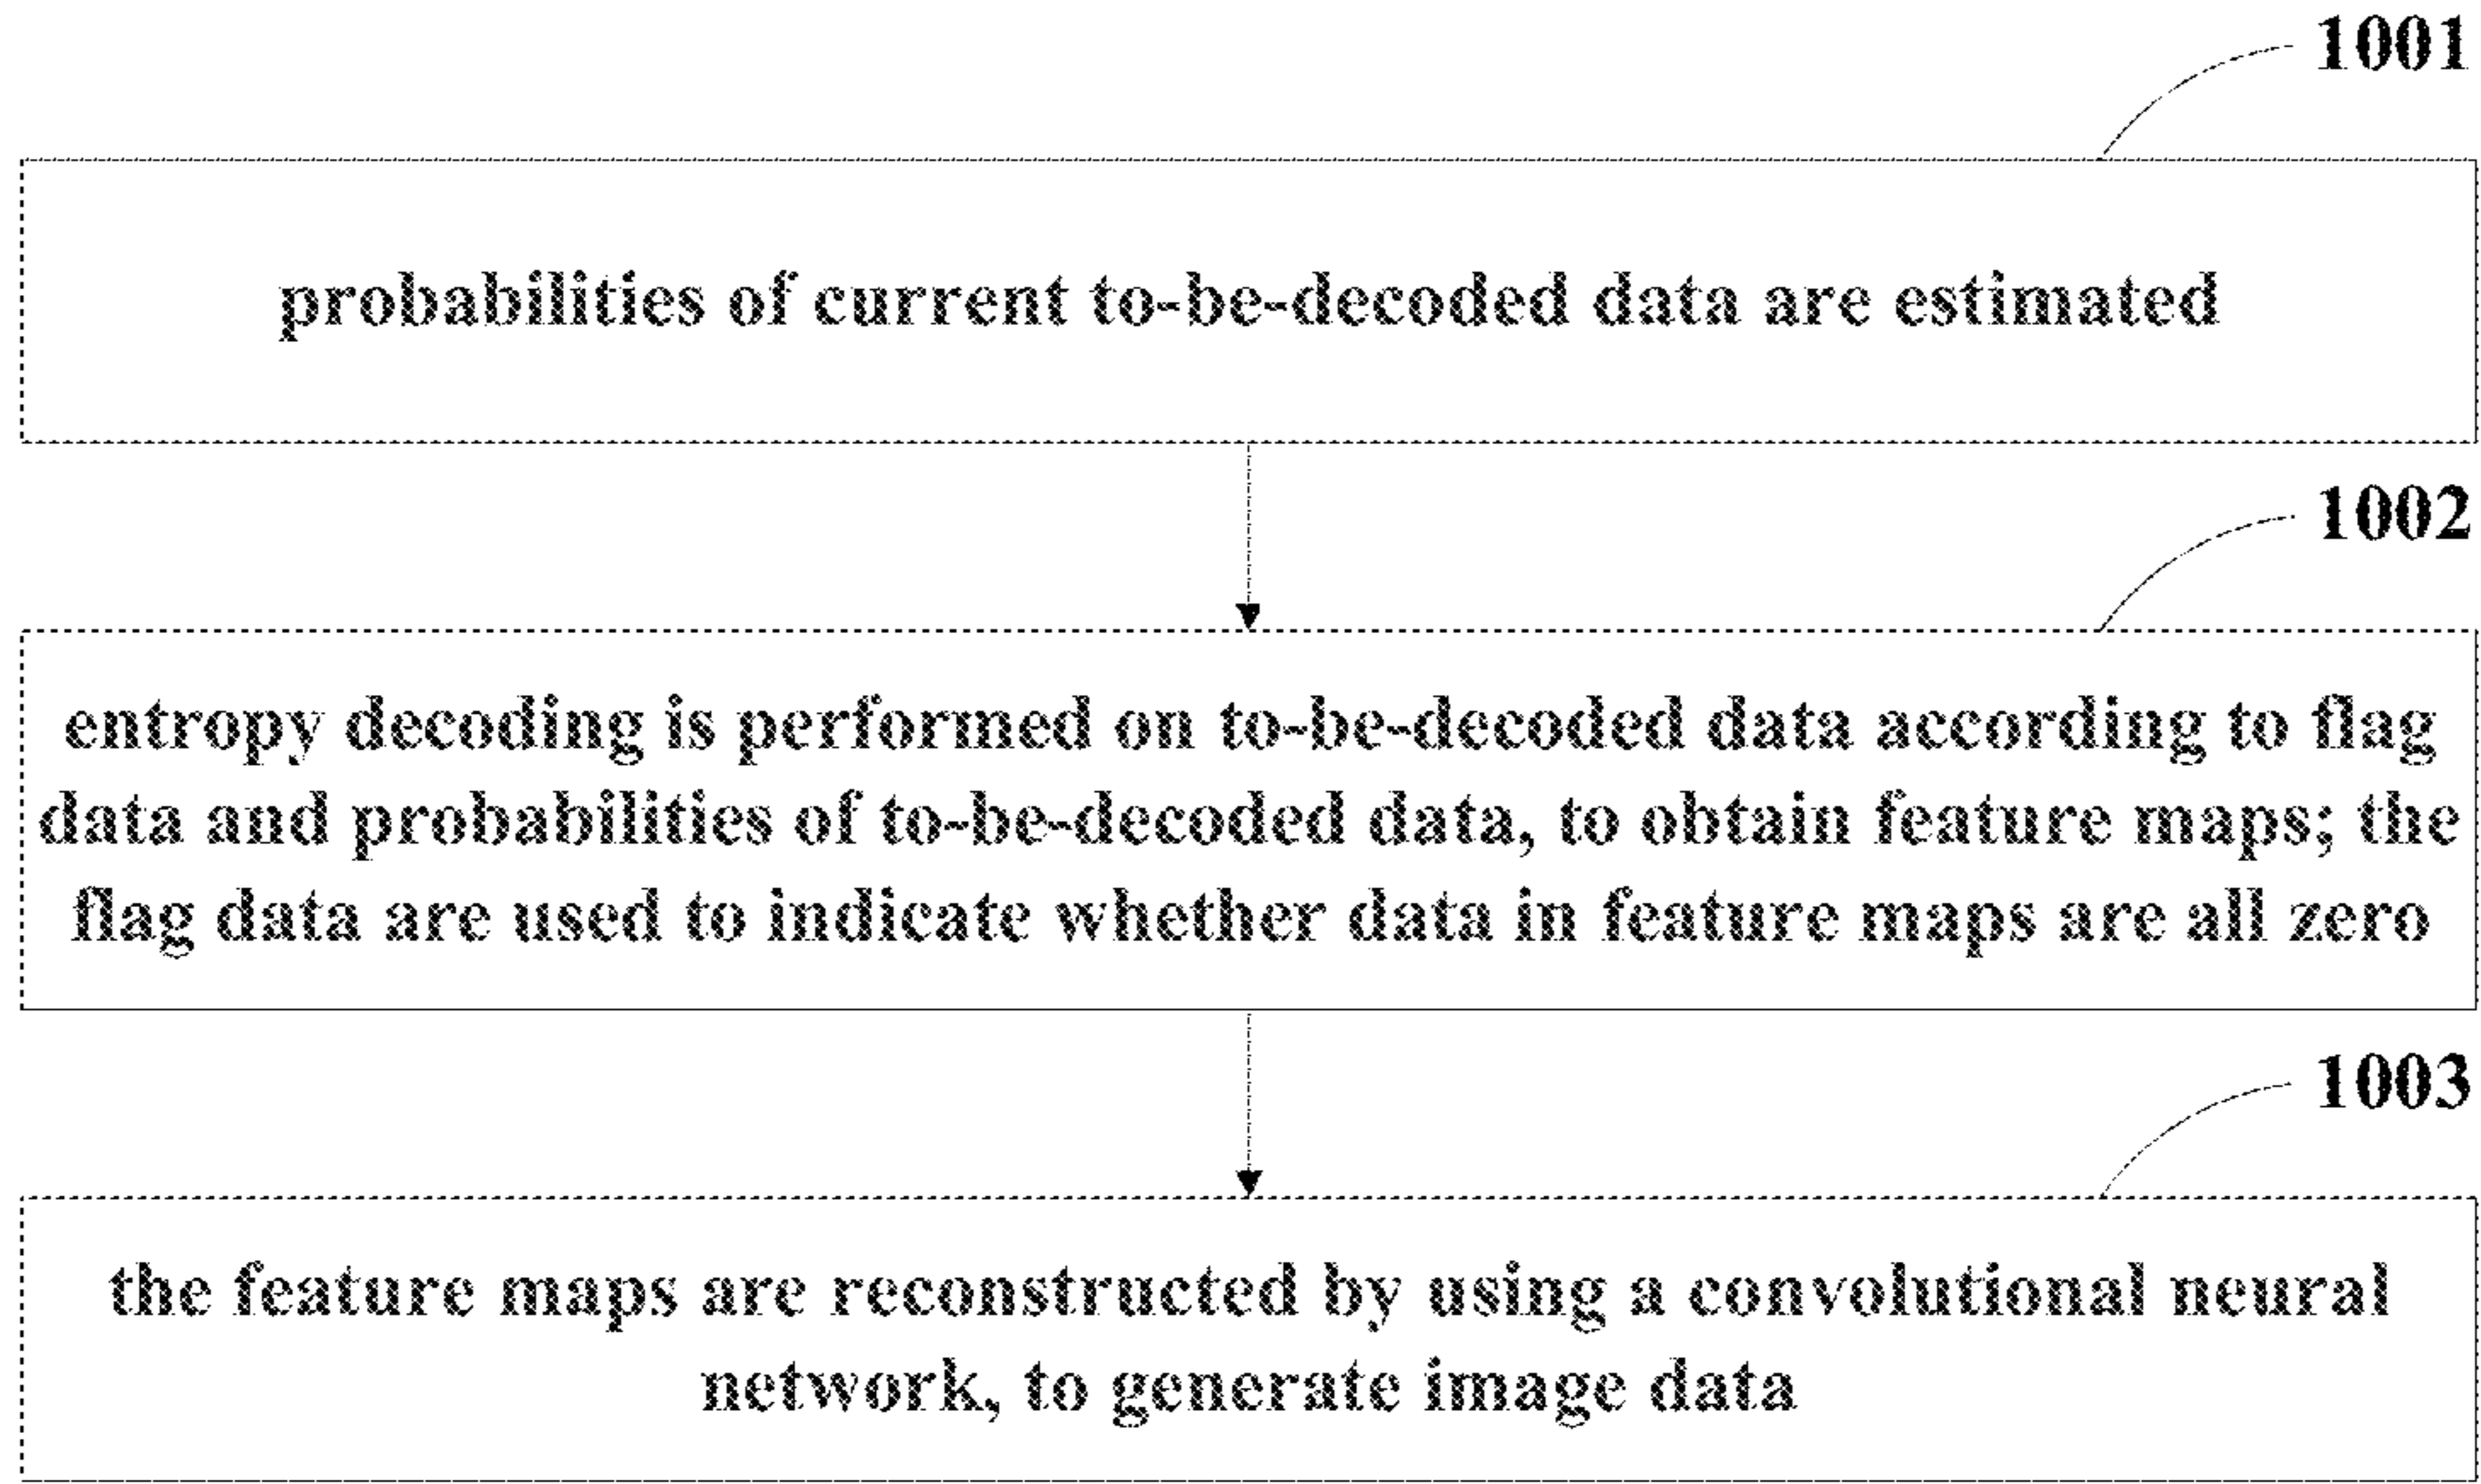 1001
probabilities of current to-be-decoded data are estimated
1002
entropy decoding is performed on to-be-decoded data according to flag
data and probabilities of to-be-decoded data, to obtain feature maps; the
flag data are used to indicate whether data in feature maps are all zero
1003
the feature maps are reconstructed by using a convolutional neural
network, to generate image data